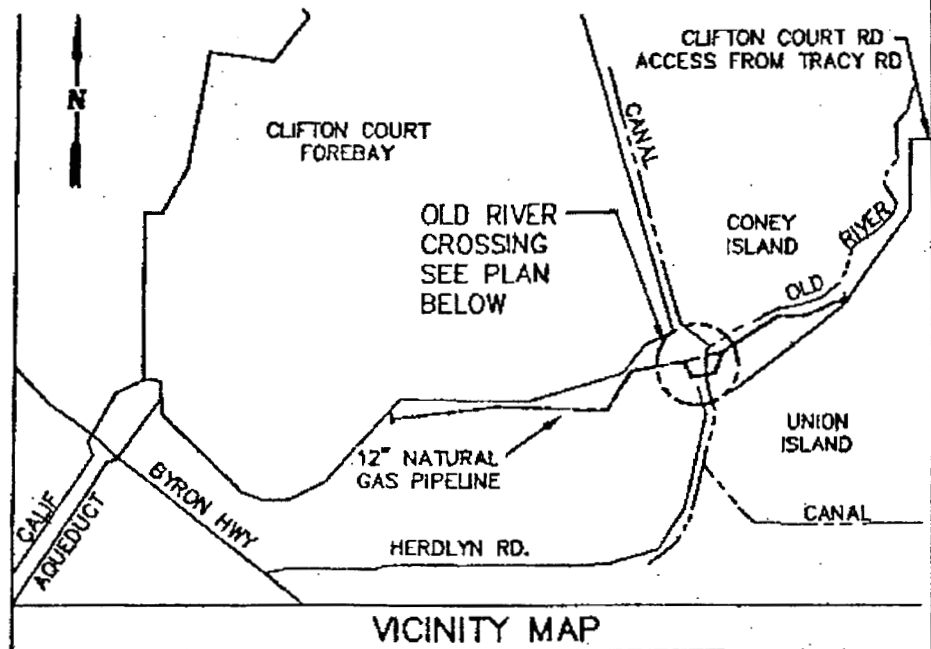 CLIFTON COURT RD
ACCESS FROM TRACY RD
N
CLIFTON COURT
FOREBAY
CANAL
OLD RIVER
CROSSING
SEE PLAN
BELOW
CONEY
ISLAND
RIVER
OLD
12" NATURAL
GAS PIPELINE
UNION
ISLAND
CALIF
AQUEDUCT
BYRON HWY
CANAL
HERDLYN RD.
VICINITY MAP